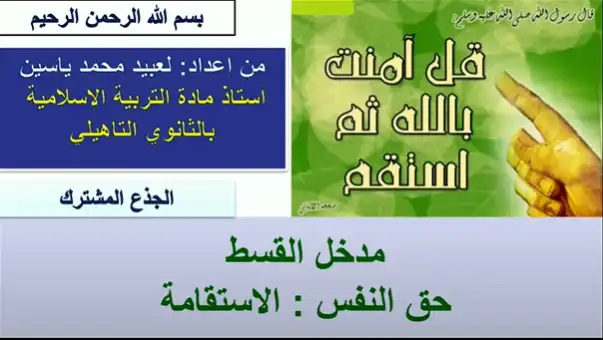 بسم الله الرحمن الرحيم
من اعداد: لعبيد محمد ياسين
استاذ مادة التربية الاسلامية
بالثانوي التاهيلي
الجذع المشترك
قال رسول الله صلى الله عليه وسلم:
قل آمنت
بالله ثم
استقم
مدخل القسط
حق النفس : الاستقامة